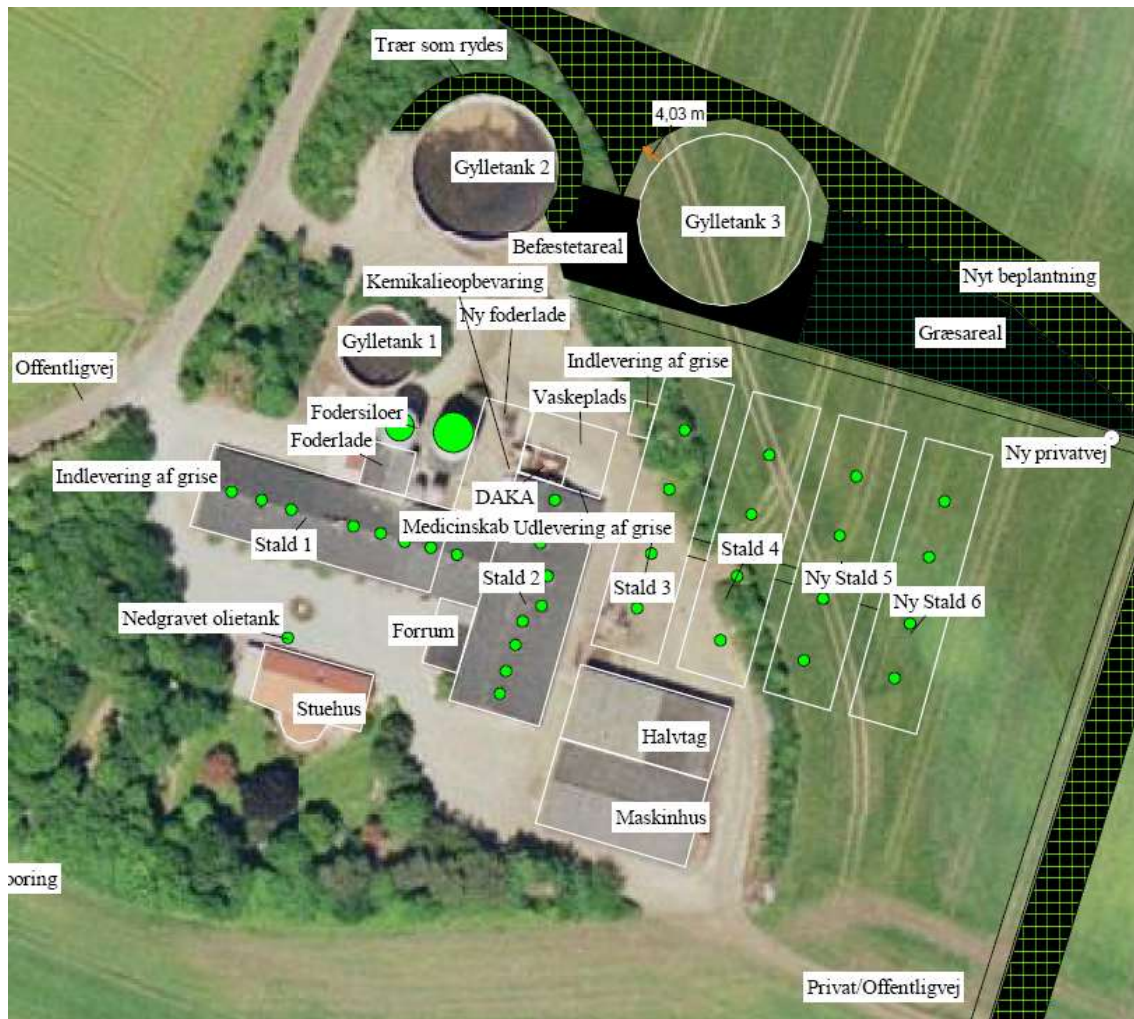 Trær som rydes
4,03 m
Gylletank 2
Gylletank 3
Befæstetareal
Kemikalieopbevaring
Nyt beplantning
Ny foderlade
Græsareal
Gylletank 1
Indlevering af grise
Offentligvej
Vaskeplads
Fodersiloer
Foderlade
Ny privatvej
Indlevering af grise
DAKA
Medicinskab
Udlevering af grise
Stald 1
Stald 4
Stald 2
Ny Stald 5
Stald 3
Ny Stald 6
Nedgravet olietank
Forrum
Stuehus
Halvtag
Maskinhus
ooring
Privat/Offentligvej